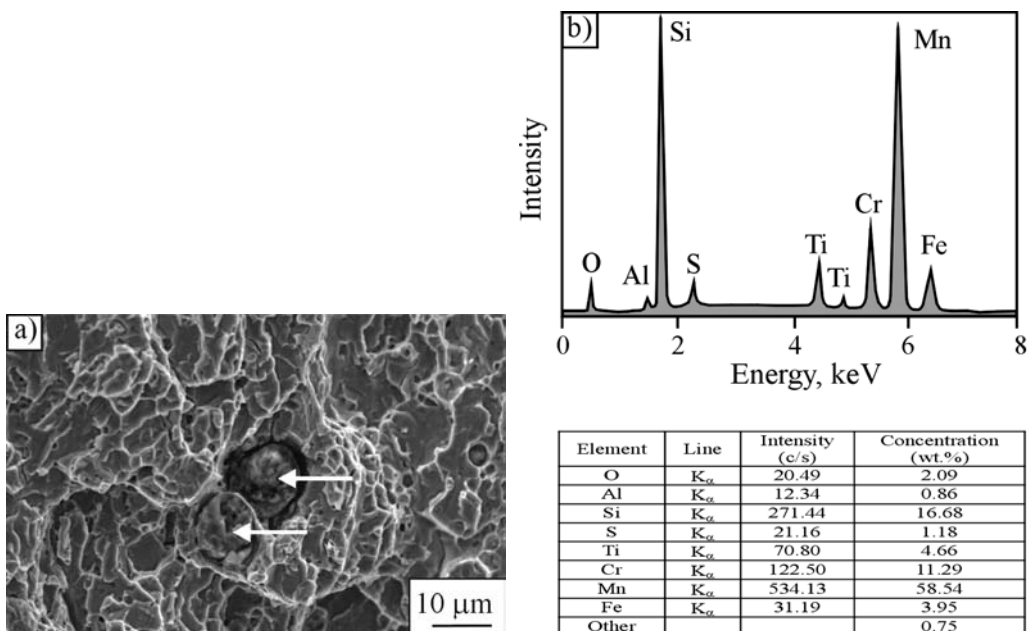 a)
10 μm
b)
Si
Mn
Cr
Ti
Fe
O
Al
S
Ti
Intensity
0 2 4 6 8
Energy, keV
Element Line Intensity (c/s) Concentration (wt.%)
O Kα 20.49 2.09
Al Kα 12.34 0.86
Si Kα 271.44 16.68
S Kα 21.16 1.18
Ti Kα 70.80 4.66
Cr Kα 122.50 11.29
Mn Kα 534.13 58.54
Fe Kα 31.19 3.95
Other 0.75